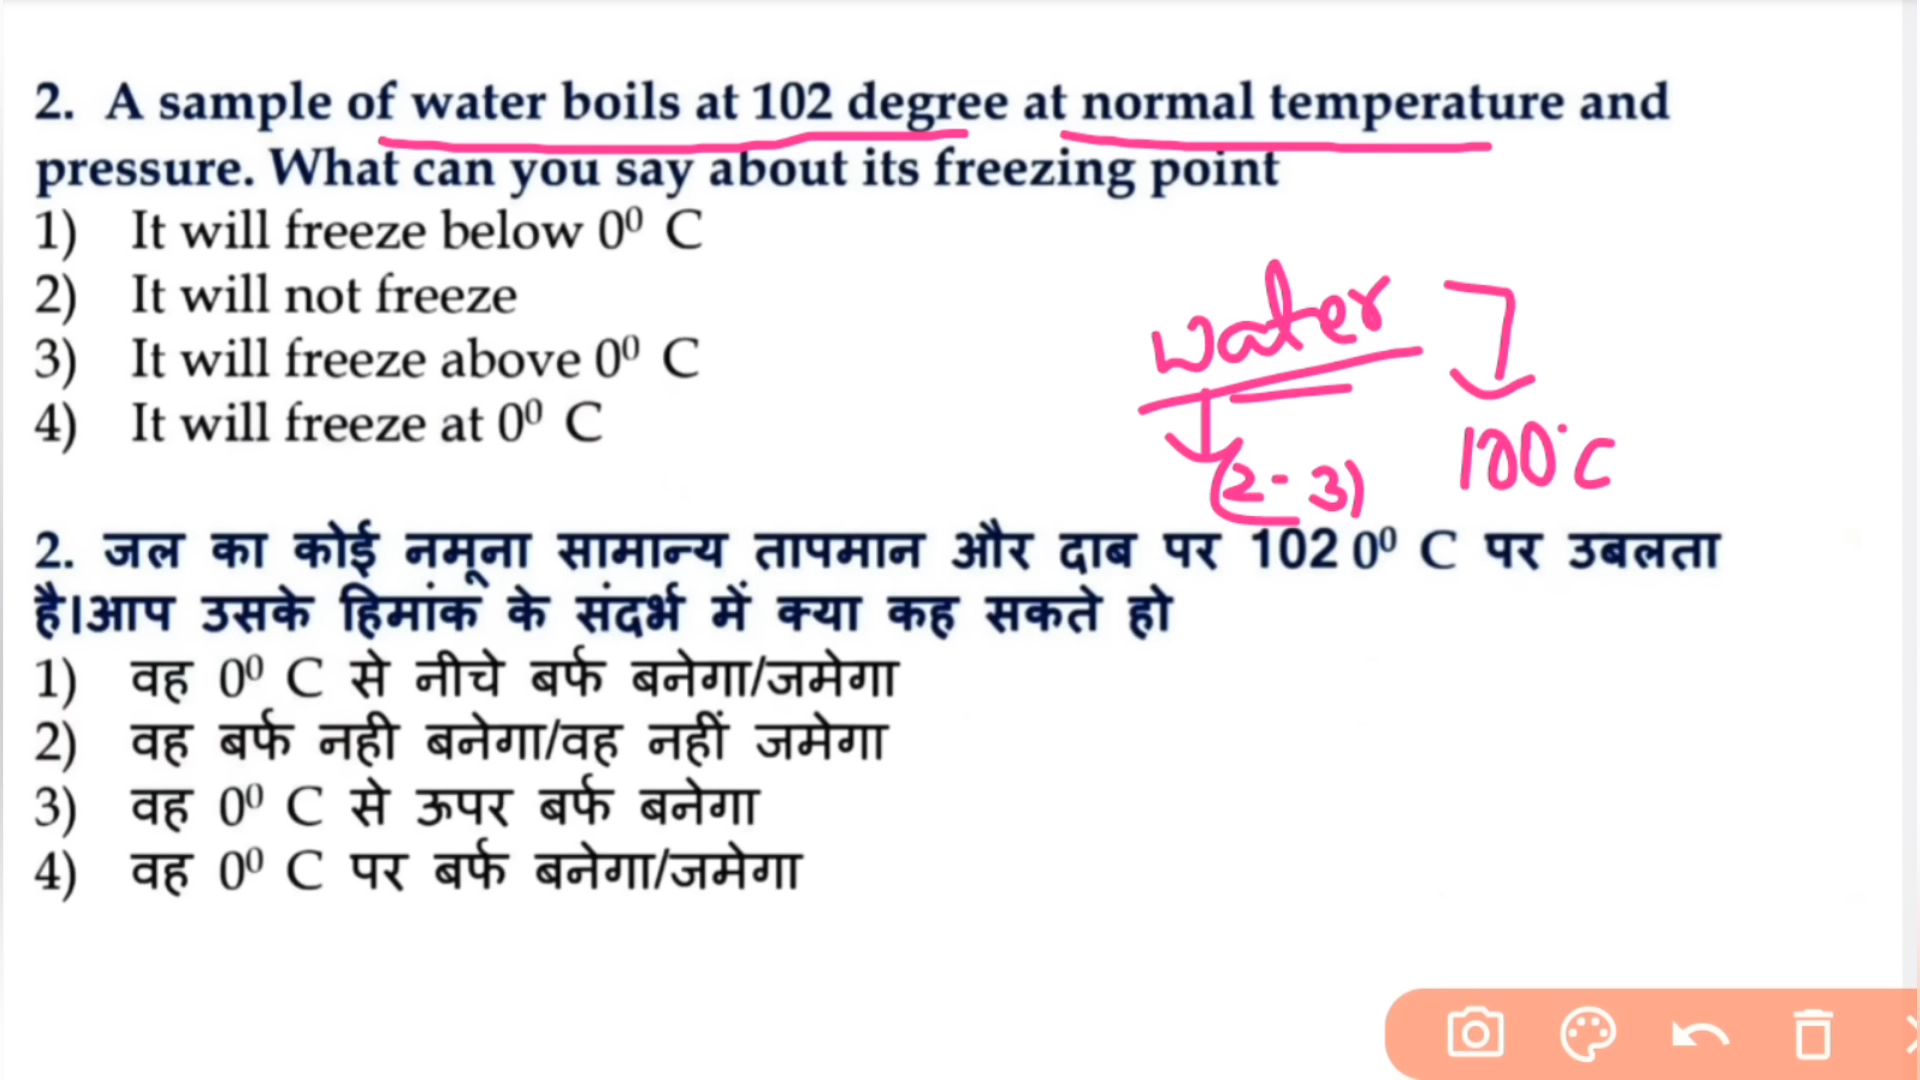 2. A sample of water boils at 102 degree at normal temperature and
pressure. What can you say about its freezing point
1) It will freeze below 0⁰ C
2) It will not freeze
3) It will freeze above 0⁰ C
4) It will freeze at 0⁰ C
water
(2-3)
100°C
2. जल का कोई नमूना सामान्य तापमान और दाब पर 102 0⁰ C पर उबलता
है।आप उसके हिमांक के संदर्भ में क्या कह सकते हो
1) वह 0⁰ C से नीचे बर्फ बनेगा/जमेगा
2) वह बर्फ नही बनेगा/वह नहीं जमेगा
3) वह 0⁰ C से ऊपर बर्फ बनेगा
4) वह 0⁰ C पर बर्फ बनेगा/जमेगा